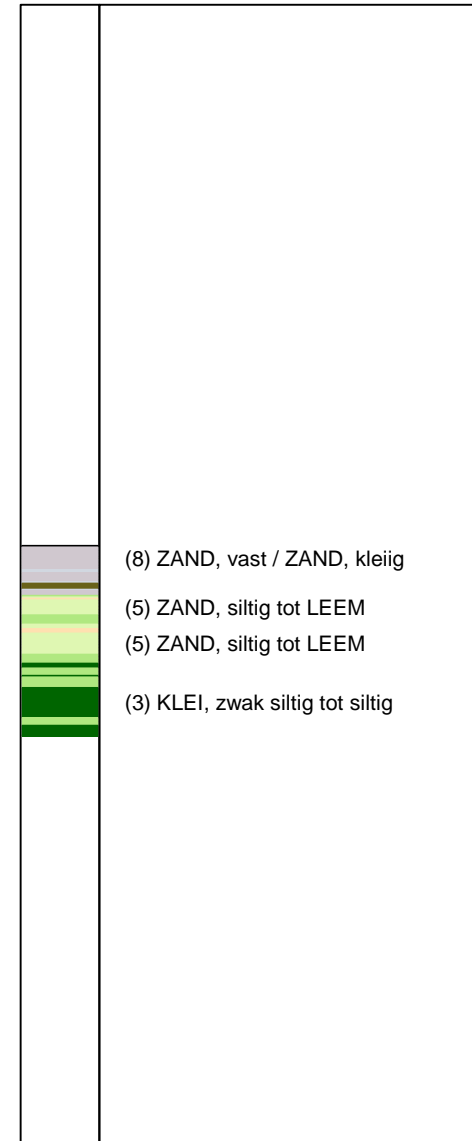 (8) ZAND, vast / ZAND, kleiig
(5) ZAND, siltig tot LEEM
(5) ZAND, siltig tot LEEM
(3) KLEI, zwak siltig tot siltig